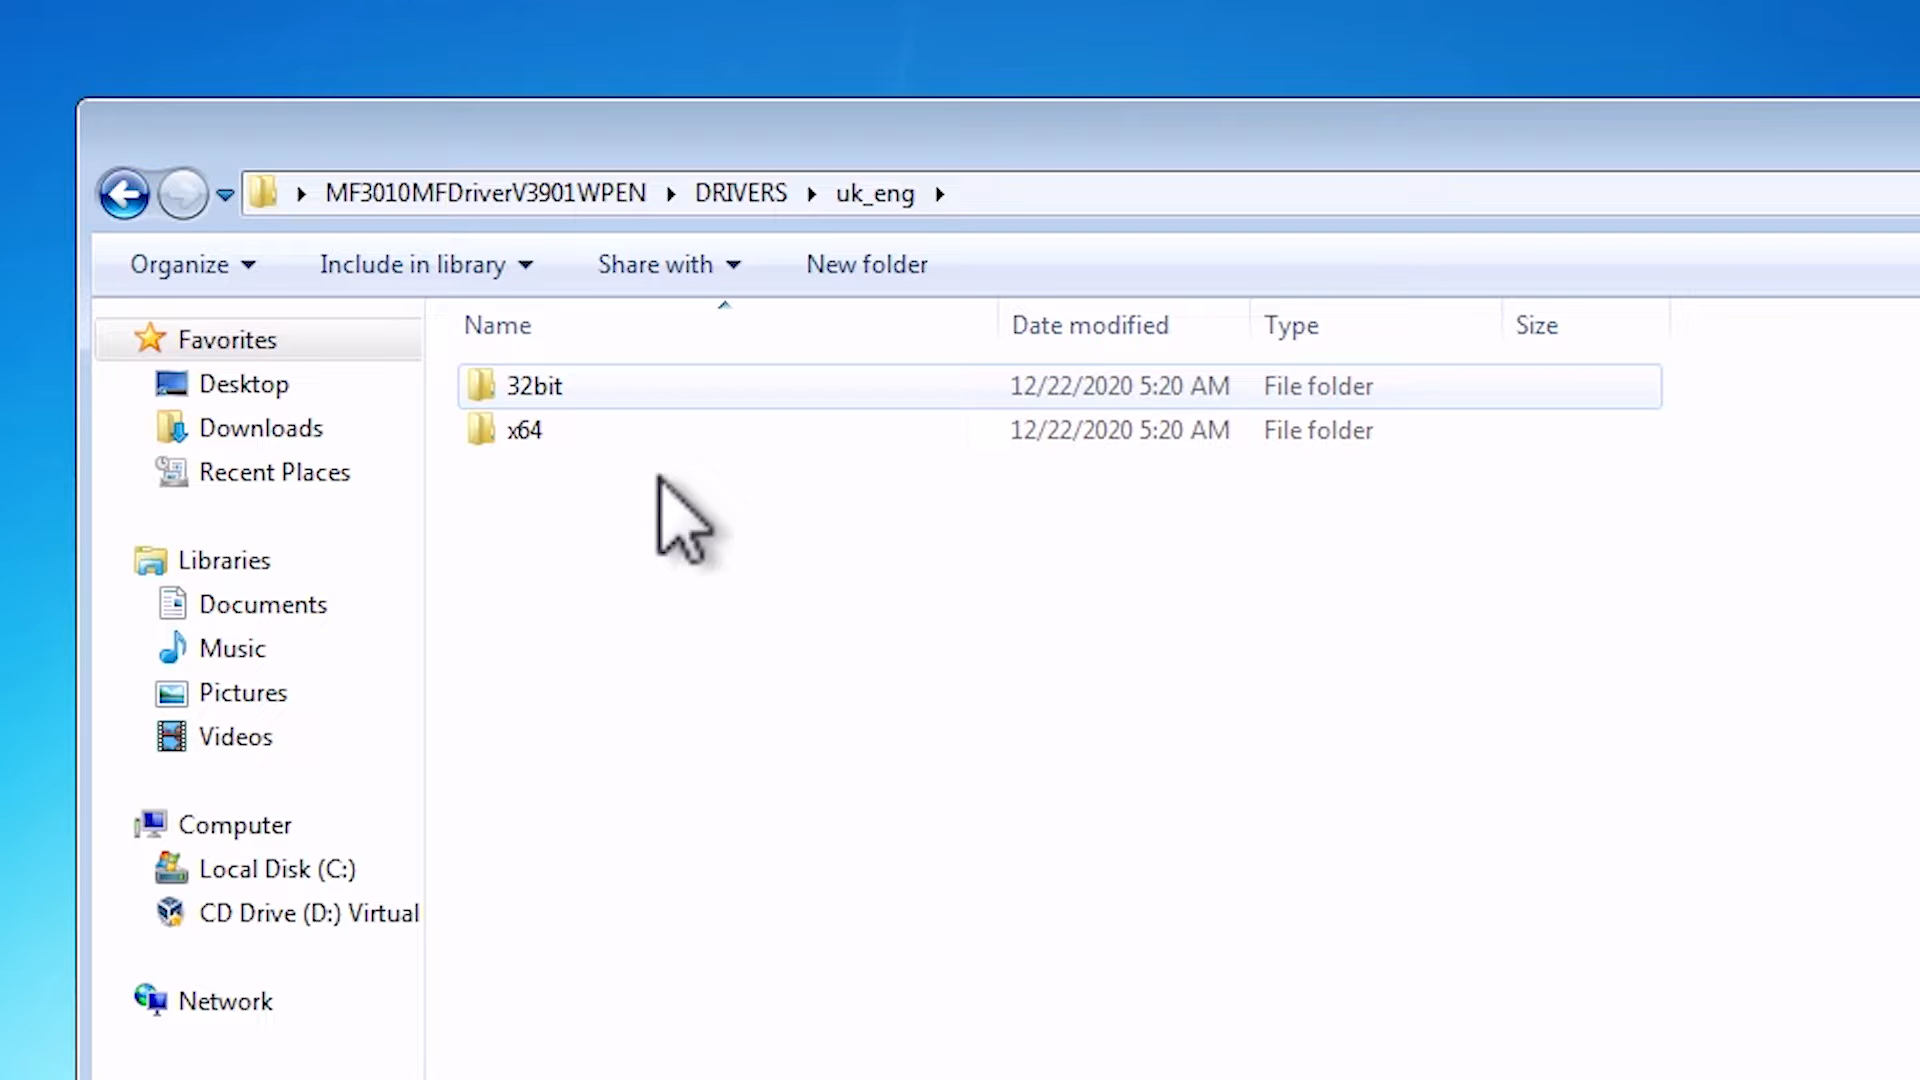 MF3010MFDriverV3901WPEN DRIVERS uk_eng
Organize Include in library Share with New folder
Name Date modified Type Size
32bit 12/22/2020 5:20 AM File folder
x64 12/22/2020 5:20 AM File folder
Favorites
Desktop
Downloads
Recent Places
Libraries
Documents
Music
Pictures
Videos
Computer
Local Disk (C:)
CD Drive (D:) Virtual
Network